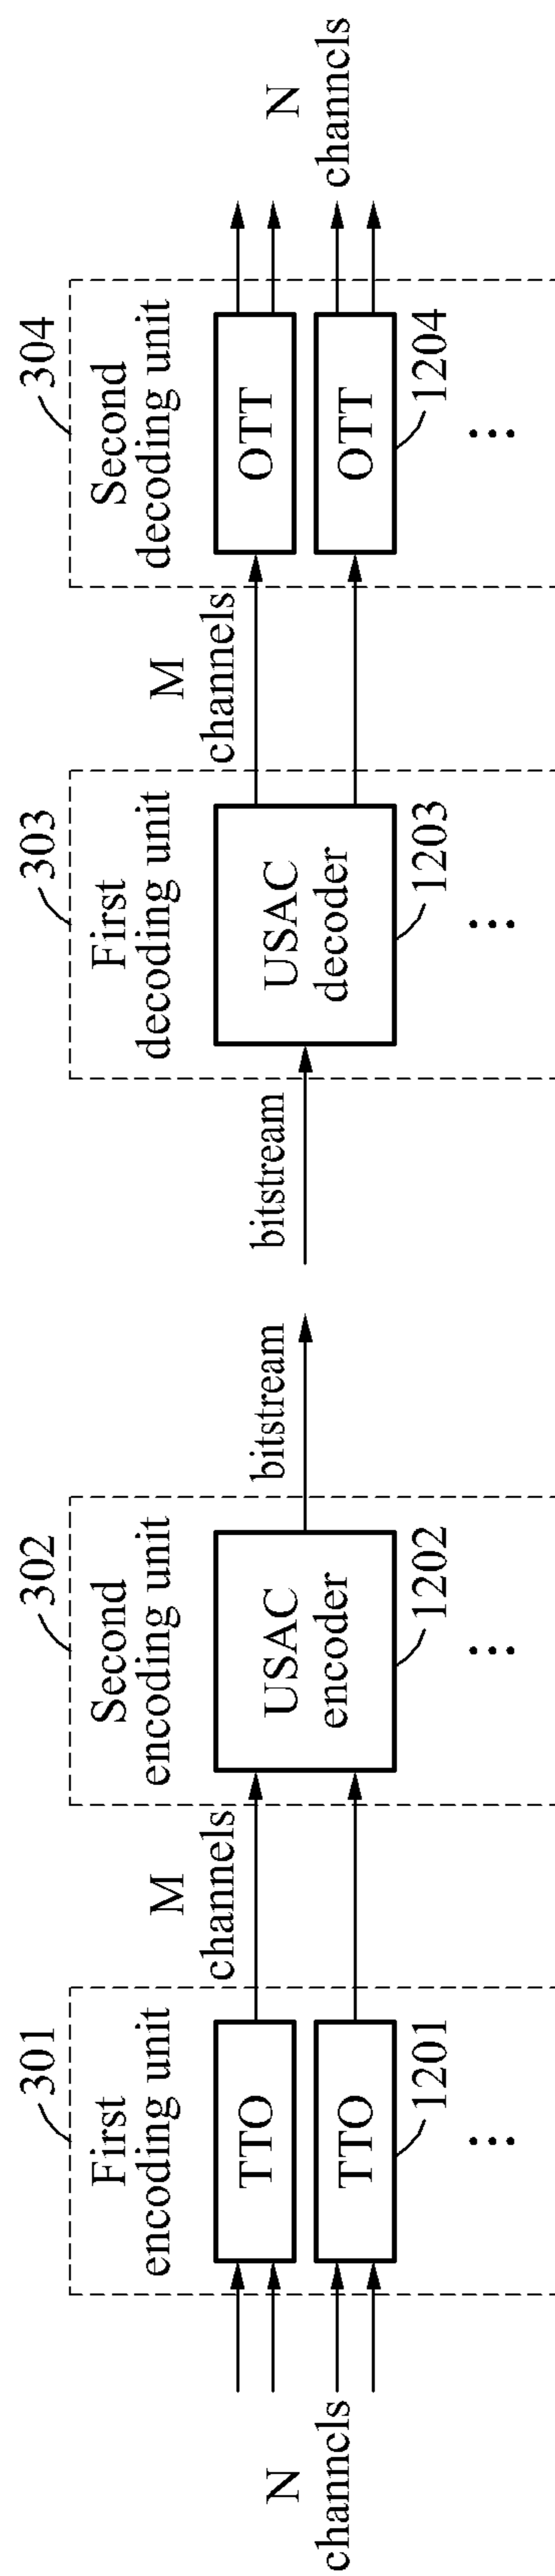 301
First
encoding unit
N
channels
TTO
TTO
1201
M
channels
302
Second
encoding unit
USAC
encoder
1202
bitstream
bitstream
303
First
decoding unit
USAC
decoder
1203
M
channels
304
Second
decoding unit
OTT
OTT
1204
N
channels